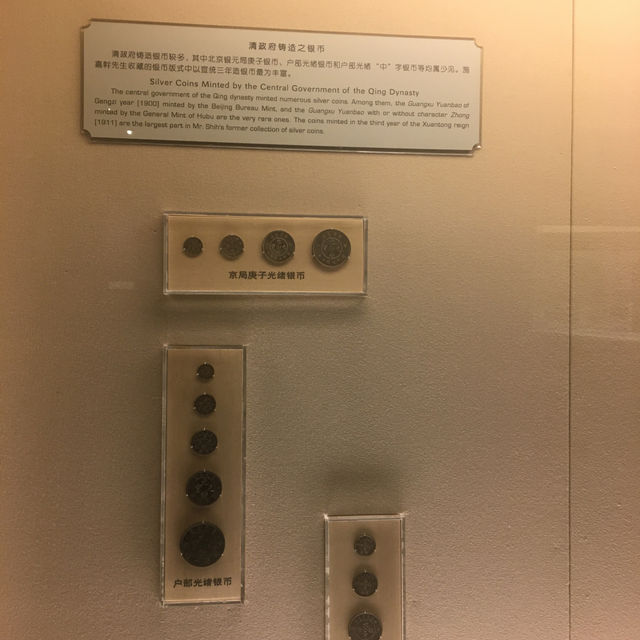 清政府铸造之银币
清政府铸造银币较多，其中北京银元局庚子银币、户部光绪银币和户部光绪“中”字银币等均属少见。施
嘉幹先生收藏的银币版式中以宣统三年造银币最为丰富。
Silver Coins Minted by the Central Government of the Qing Dynasty
The central government of the Qing dynasty minted numerous silver coins. Among them, the Guangxu Yuanbao of
Gengzi year [1900] minted by the Beijing Bureau Mint, and the Guangxu Yuanbao with or without character Zhong
minted by the General Mint of Hubu are the very rare ones. The coins minted in the third year of the Xuantong reign
[1911] are the largest part in Mr. Shih's former collection of silver coins.
京局庚子光绪银币
户部光绪银币